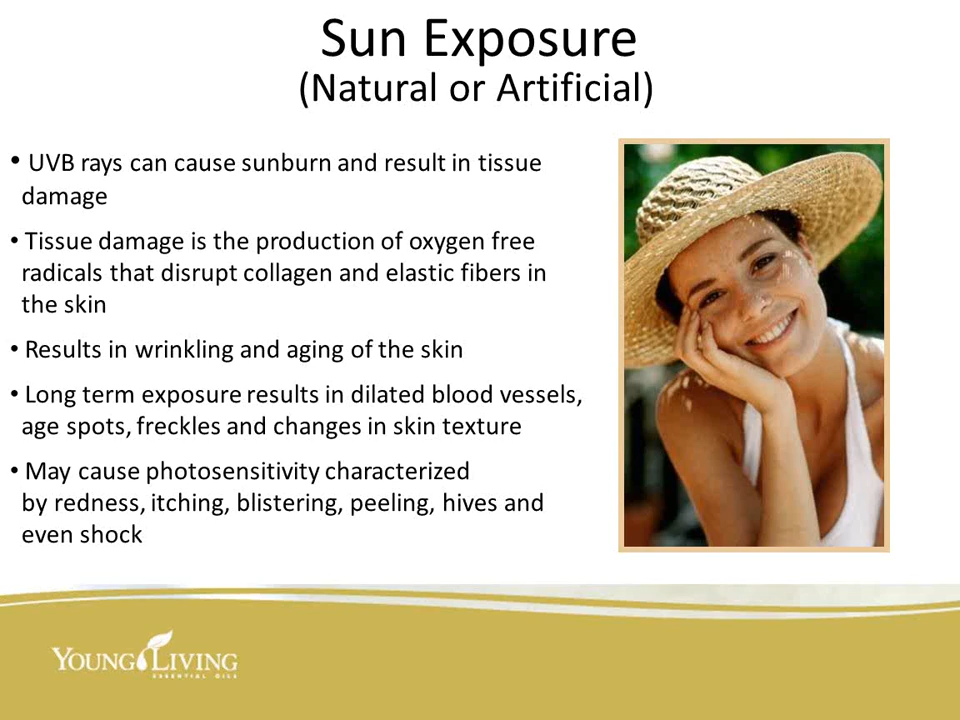 Sun Exposure
(Natural or Artificial)
• UVB rays can cause sunburn and result in tissue
damage
• Tissue damage is the production of oxygen free
radicals that disrupt collagen and elastic fibers in
the skin
• Results in wrinkling and aging of the skin
• Long term exposure results in dilated blood vessels,
age spots, freckles and changes in skin texture
• May cause photosensitivity characterized
by redness, itching, blistering, peeling, hives and
even shock
YOUNG LIVING
ESSENTIAL OILS